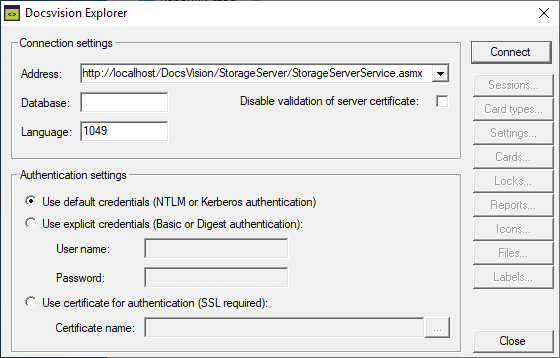 Docsvision Explorer
Connection settings
Address: http://localhost/DocsVision/StorageServer/StorageServerService.asmx
Database: Disable validation of server certificate:
Language: 1049
Authentication settings
Use default credentials (NTLM or Kerberos authentication)
Use explicit credentials (Basic or Digest authentication):
User name:
Password:
Use certificate for authentication (SSL required):
Certificate name: ...
Connect
Sessions...
Card types...
Settings...
Cards...
Locks...
Reports...
Icons...
Files...
Labels...
Close